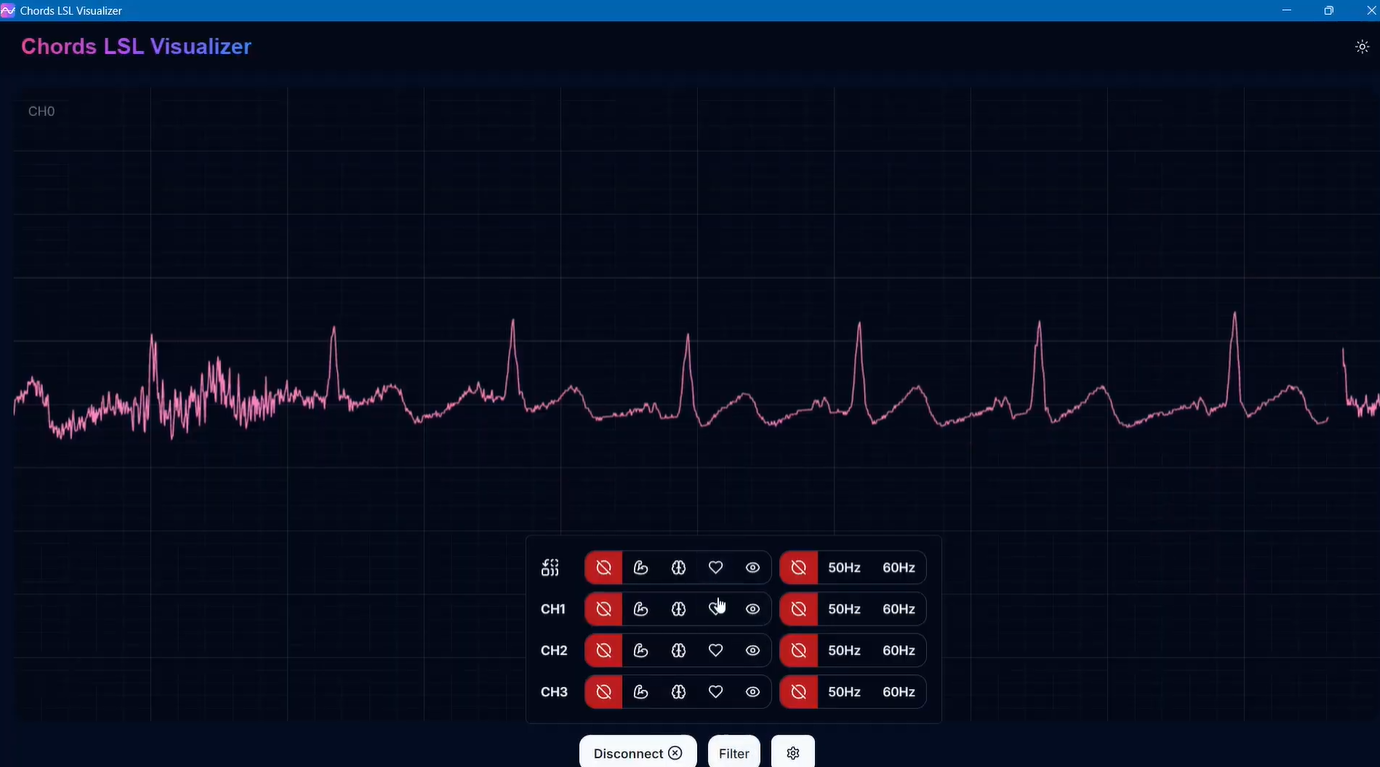 Chords LSL Visualizer
Chords LSL Visualizer
CH0
50Hz 60Hz
CH1 50Hz 60Hz
CH2 50Hz 60Hz
CH3 50Hz 60Hz
Disconnect Filter